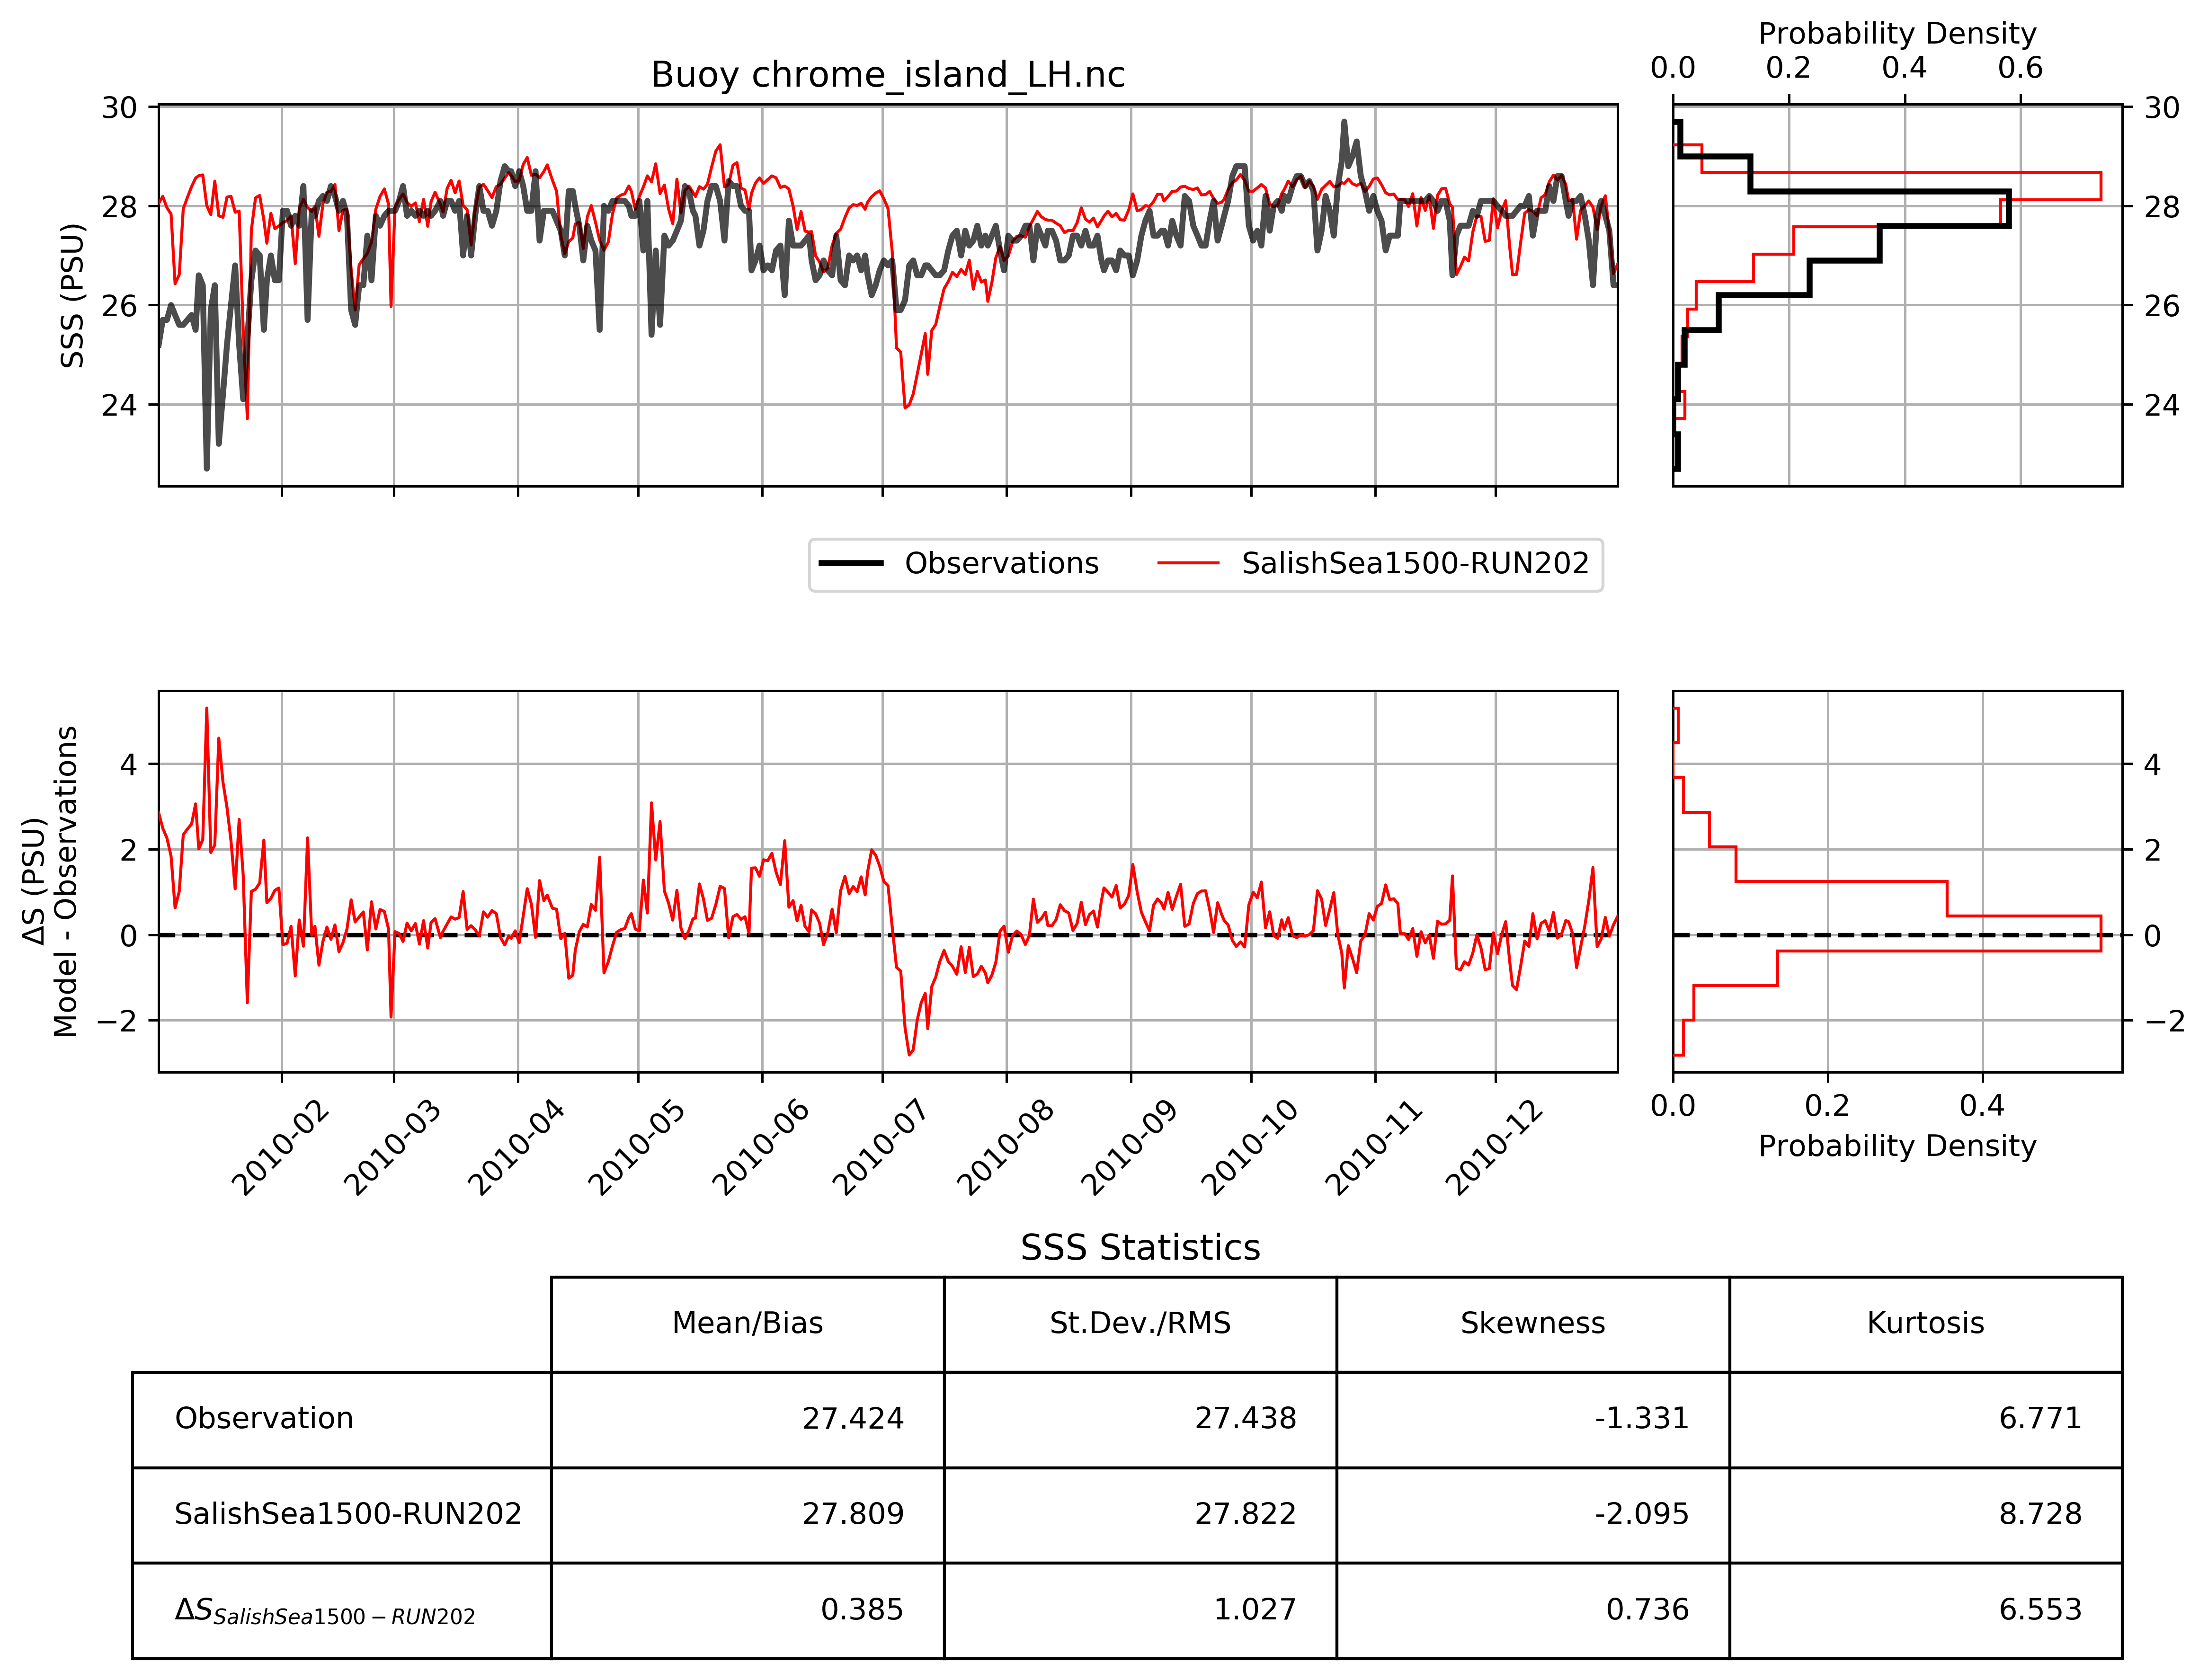 Probability Density
0.0 0.2 0.4 0.6
Buoy chrome_island_LH.nc
30
28
26
24
SSS (PSU)
30
28
26
24
Observations
SalishSea1500-RUN202
ΔS (PSU)
Model - Observations
4
2
0
−2
4
2
0
−2
2010-02
2010-03
2010-04
2010-05
2010-06
2010-07
2010-08
2010-09
2010-10
2010-11
2010-12
0.0 0.2 0.4
Probability Density
SSS Statistics
Mean/Bias St.Dev./RMS Skewness Kurtosis
Observation 27.424 27.438 -1.331 6.771
SalishSea1500-RUN202 27.809 27.822 -2.095 8.728
ΔS SalishSea1500−RUN202 0.385 1.027 0.736 6.553